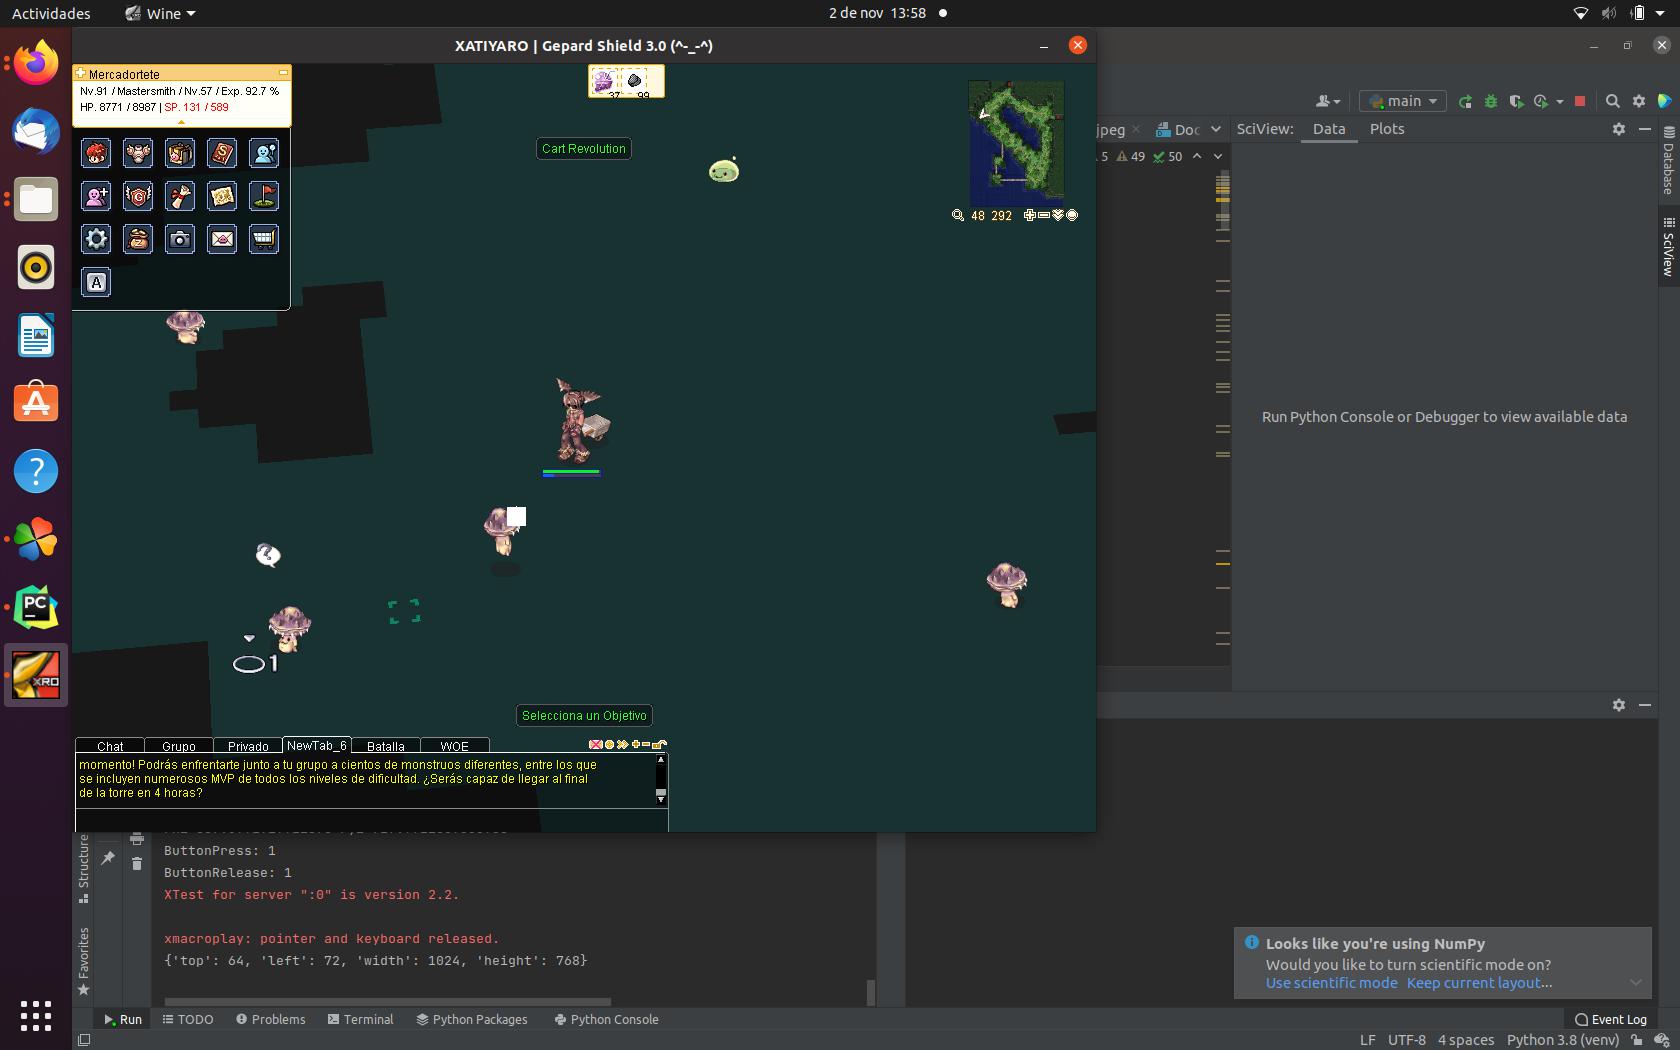 Actividades
Wine
2 de nov 13:58
XATIYARO | Gepard Shield 3.0 (^-_-^)
Mercadortete
Nv.91 / Mastersmith / Nv.57 / Exp. 92.7 %
HP. 8771 / 8987 | SP. 131 / 589
37 99
Cart Revolution
48 292
A
1
Selecciona un Objetivo
Chat Grupo Privado NewTab_6 Batalla WOE
momento! Podrás enfrentarte junto a tu grupo a cientos de monstruos diferentes, entre los que
se incluyen numerosos MVP de todos los niveles de dificultad. ¿Serás capaz de llegar al final
de la torre en 4 horas?
main
jpeg
Doc
SciView: Data Plots
5 49 50
Database
SciView
Run Python Console or Debugger to view available data
PC
XRO
Structure
Favorites
ButtonPress: 1
ButtonRelease: 1
XTest for server ":0" is version 2.2.
xmacroplay: pointer and keyboard released.
{'top': 64, 'left': 72, 'width': 1024, 'height': 768}
Looks like you're using NumPy
Would you like to turn scientific mode on?
Use scientific mode Keep current layout...
Run TODO Problems Terminal Python Packages Python Console
Event Log
LF UTF-8 4 spaces Python 3.8 (venv)